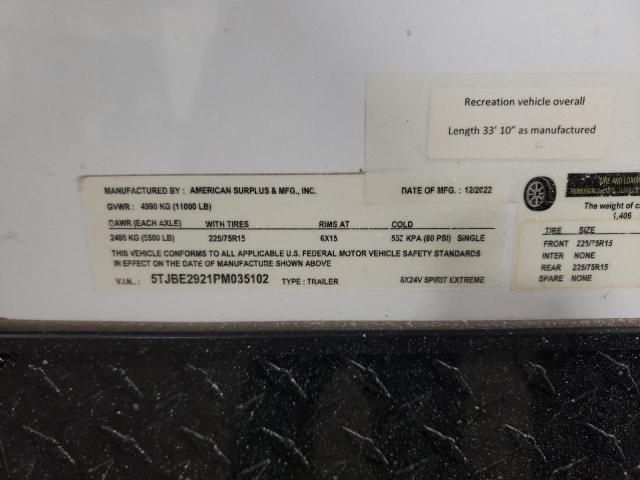 Recreation vehicle overall
Length 33' 10" as manufactured
MANUFACTURED BY : AMERICAN SURPLUS & MFG., INC. DATE OF MFG. : 12/2022
GVWR : 4990 KG (11000 LB)
GAWR (EACH AXLE) WITH TIRES RIMS AT COLD
2495 KG (5500 LB) 225/75R15 6X15 552 KPA (80 PSI) SINGLE
THIS VEHICLE CONFORMS TO ALL APPLICABLE U.S. FEDERAL MOTOR VEHICLE SAFETY STANDARDS
IN EFFECT ON THE DATE OF MANUFACTURE SHOWN ABOVE
V.I.N. : 5TJBE2921PM035102 TYPE : TRAILER 8X24V SPIRIT EXTREME
TIRE AND LOADING
The weight of c
1,406
TIRE SIZE
FRONT 225/75R15
INTER NONE
REAR 225/75R15
SPARE NONE